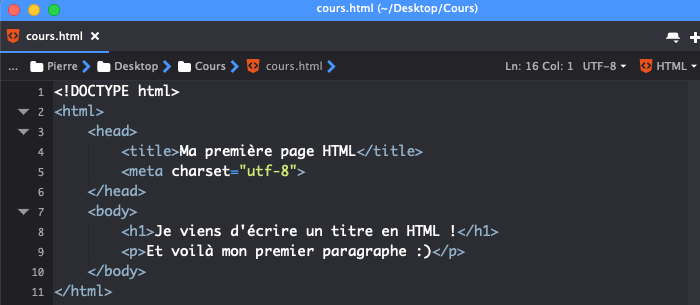 cours.html (~/Desktop/Cours)
cours.html ×
... Pierre Desktop Cours cours.html Ln: 16 Col: 1 UTF-8 HTML
1 <!DOCTYPE html>
2 <html>
3 <head>
4 <title>Ma première page HTML</title>
5 <meta charset="utf-8">
6 </head>
7 <body>
8 <h1>Je viens d'écrire un titre en HTML !</h1>
9 <p>Et voilà mon premier paragraphe :)</p>
10 </body>
11 </html>